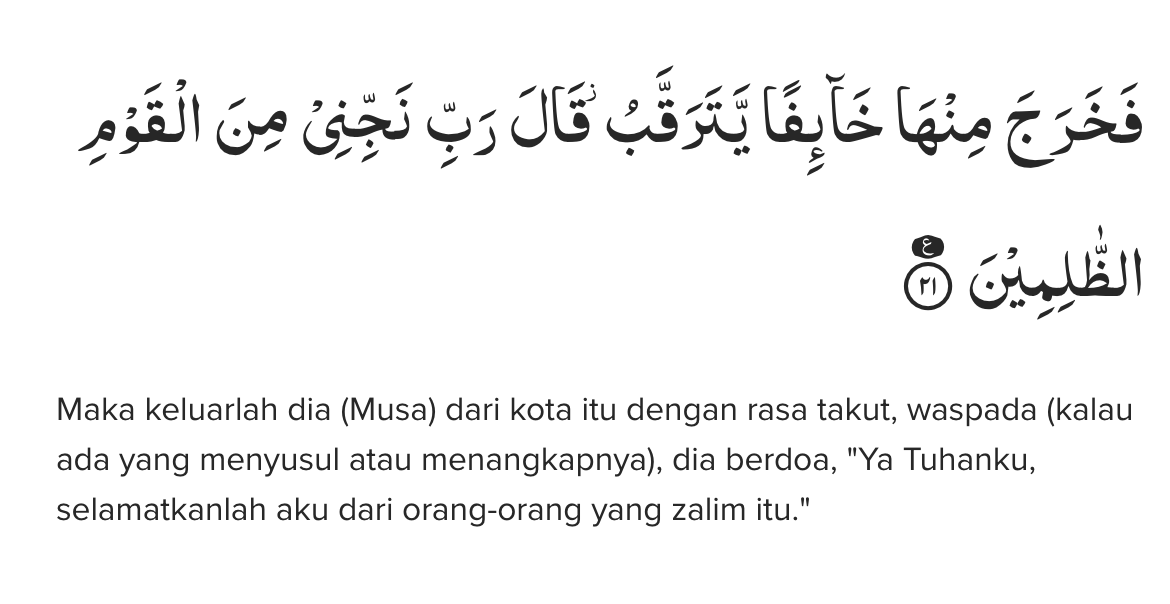 فَخَرَجَ مِنْهَا خَاۤىِٕفًا يَّتَرَقَّبُ ۖقَالَ رَبِّ نَجِّنِيْ مِنَ الْقَوْمِ
الظّٰلِمِيْنَ ࣖ ٢١
Maka keluarlah dia (Musa) dari kota itu dengan rasa takut, waspada (kalau
ada yang menyusul atau menangkapnya), dia berdoa, "Ya Tuhanku,
selamatkanlah aku dari orang-orang yang zalim itu."